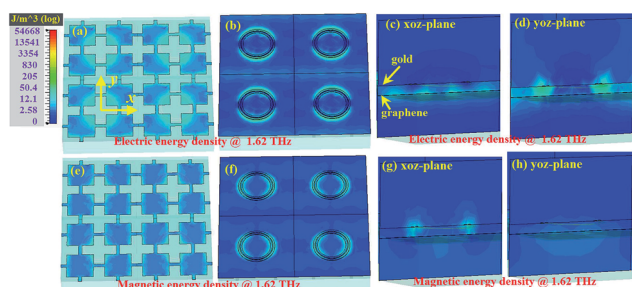 J/m^3 (log)
54668
14541
3354
830
205
50.4
12.1
2.58
0
(a)
y
x
(b)
(c) xoz-plane
gold
graphene
(d) yoz-plane
Electric energy density @ 1.62 THz
Electric energy density @ 1.62 THz
(e)
(f)
(g) xoz-plane
(h) yoz-plane
Magnetic energy density @ 1.62 THz
Magnetic energy density @ 1.62 THz